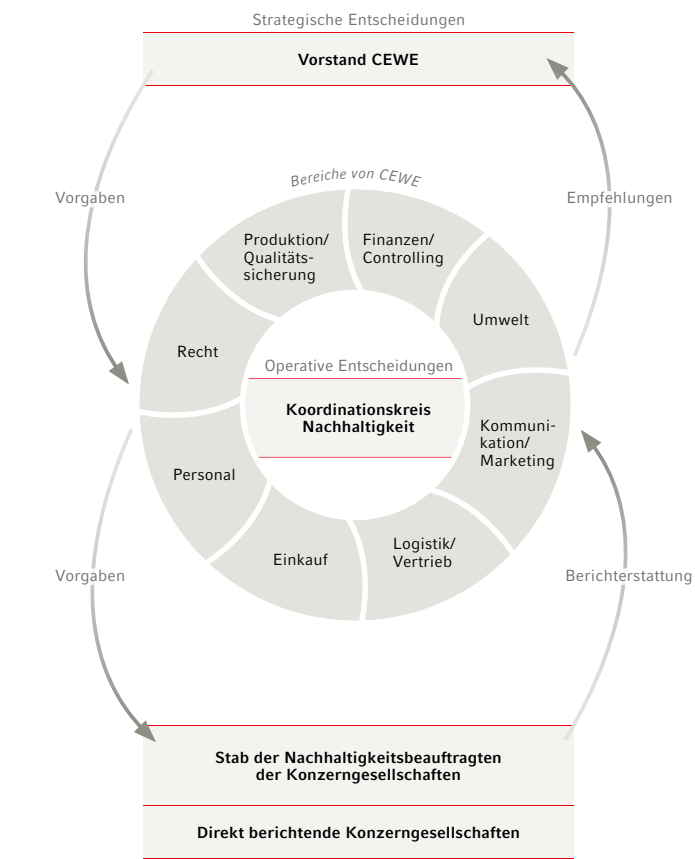 Strategische Entscheidungen
Vorstand CEWE
Vorgaben
Empfehlungen
Bereiche von CEWE
Produktion/
Qualitäts-
sicherung
Finanzen/
Controlling
Umwelt
Recht
Operative Entscheidungen
Koordinationskreis
Nachhaltigkeit
Kommuni-
kation/
Marketing
Personal
Einkauf
Logistik/
Vertrieb
Vorgaben
Berichterstattung
Stab der Nachhaltigkeitsbeauftragten
der Konzerngesellschaften
Direkt berichtende Konzerngesellschaften